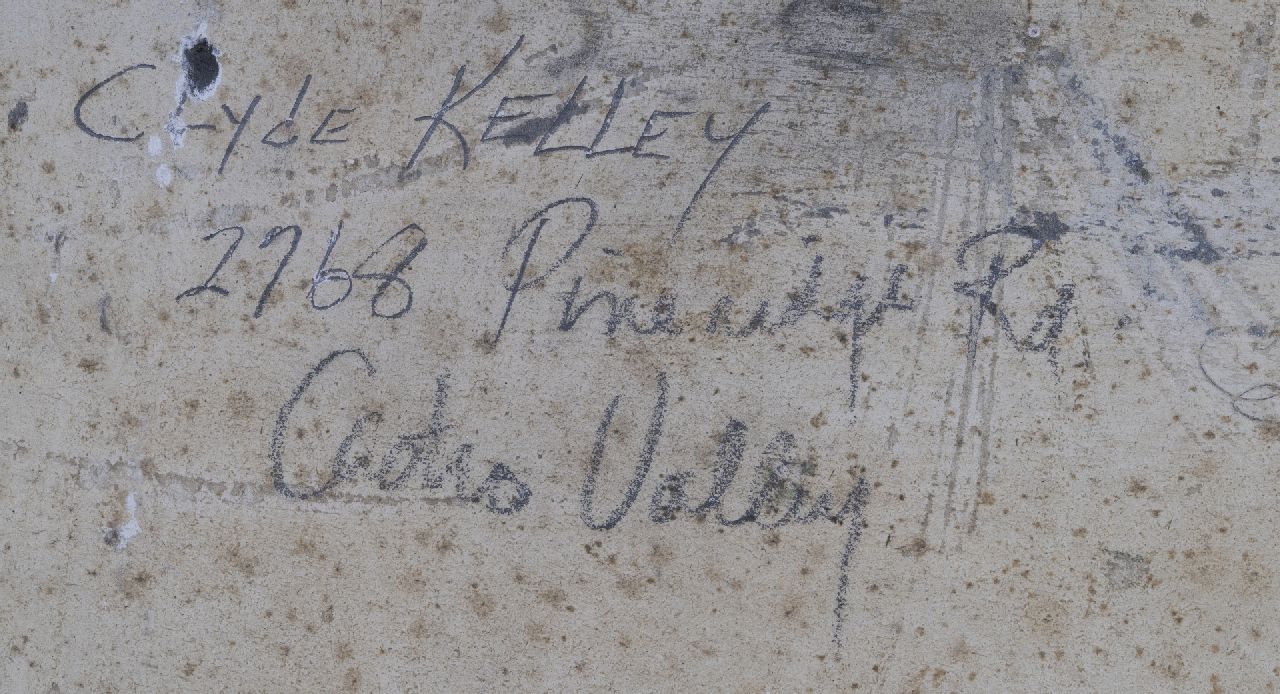 Clyde KELLEY
2768 Pineridge Rd
Castro Valley